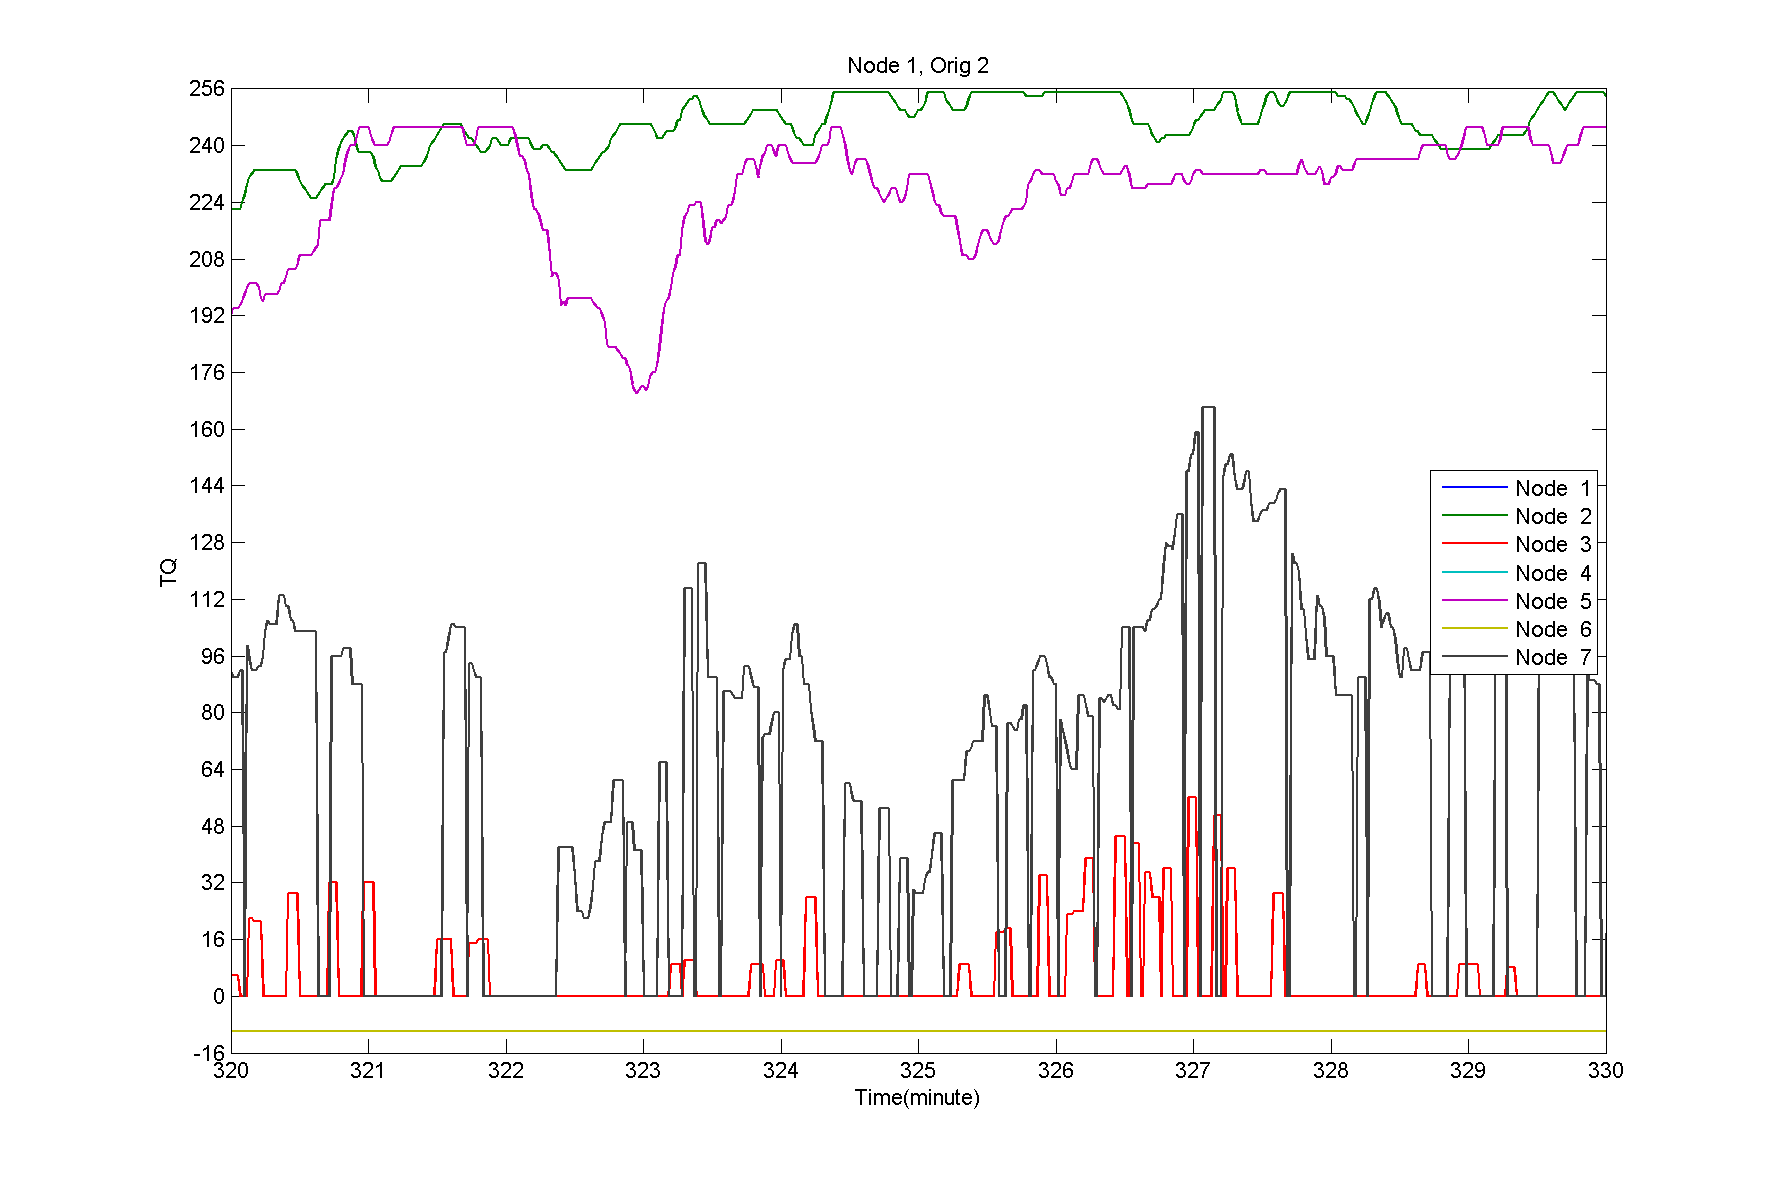 Node 1, Orig 2
256
240
224
208
192
176
160
144
128
112
96
80
64
48
32
16
0
-16
TQ
Node 1
Node 2
Node 3
Node 4
Node 5
Node 6
Node 7
320 321 322 323 324 325 326 327 328 329 330
Time(minute)